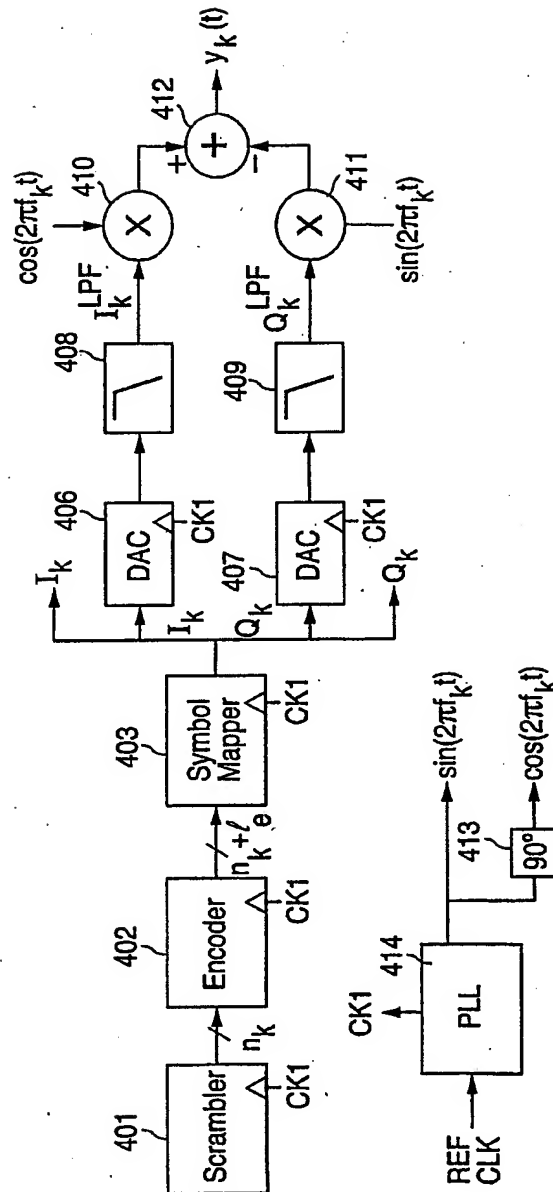 401
Scrambler
CK1
n_k
402
Encoder
CK1
n_k+ℓ_e
403
Symbol
Mapper
CK1
I_k
I_k
406
DAC
CK1
408
I_k^LPF
cos(2πf_kt)
410
X
+
412
+
y_k(t)
Q_k
Q_k
407
DAC
CK1
409
Q_k^LPF
411
X
-
sin(2πf_kt)
REF
CLK
414
PLL
CK1
sin(2πf_kt)
413
90°
cos(2πf_kt)